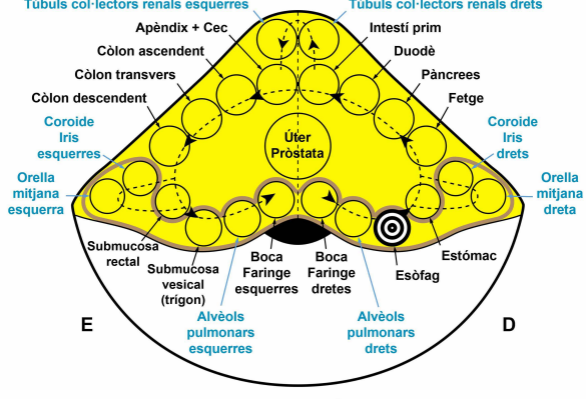 Túbuls col·lectors renals esquerres
Túbuls col·lectors renals drets
Apèndix + Cec
Intestí prim
Còlon ascendent
Duodè
Còlon transvers
Pàncrees
Còlon descendent
Fetge
Coroide
Iris
esquerres
Coroide
Iris
drets
Úter
Pròstata
Orella
mitjana
esquerra
Orella
mitjana
dreta
Submucosa
rectal
Submucosa
vesical
(trígon)
Boca
Faringe
esquerres
Boca
Faringe
dretes
Esòfag
Estómac
Alvèols
pulmonars
esquerres
Alvèols
pulmonars
drets
E
D